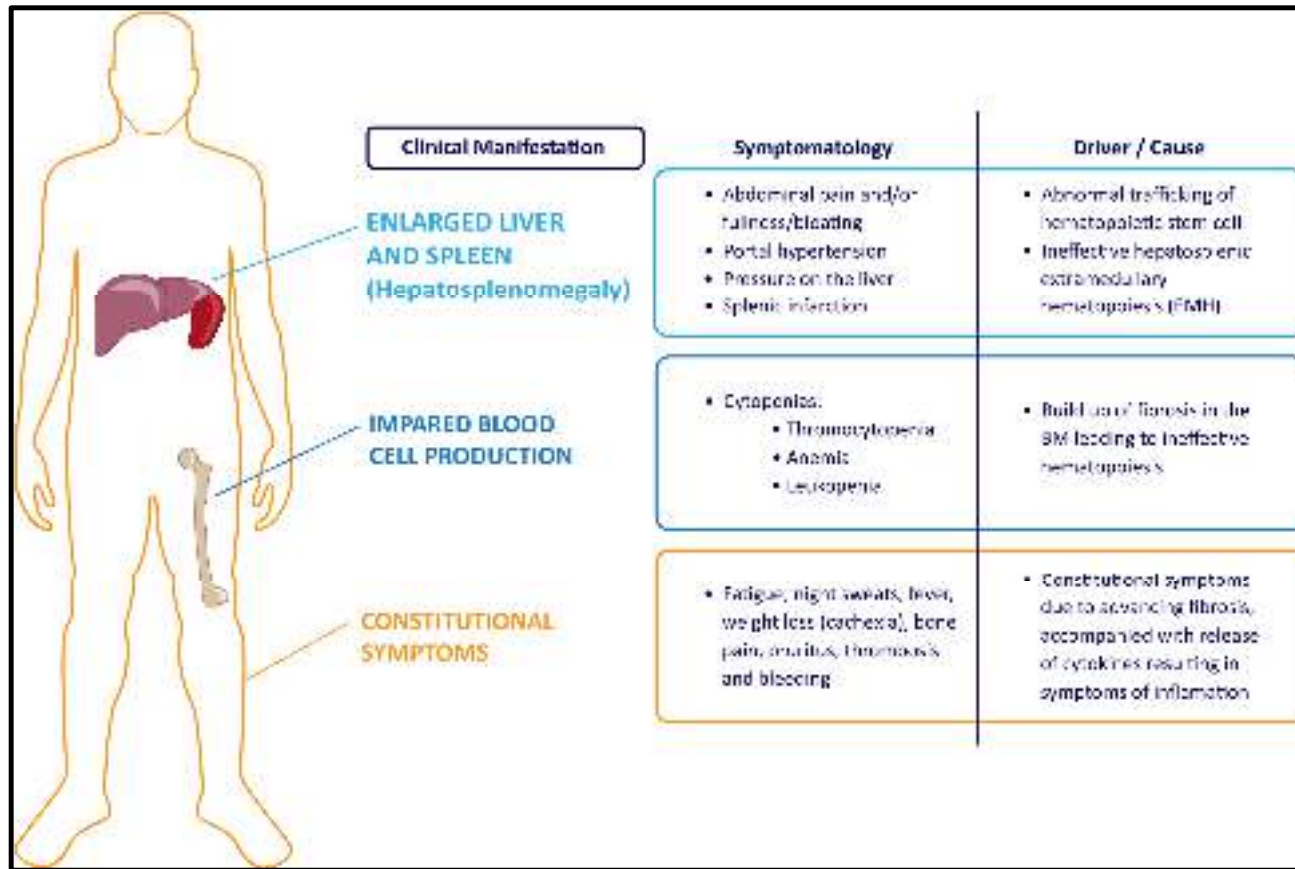 Clinical Manifestation
Symptomatology
Driver / Cause
ENLARGED LIVER
AND SPLEEN
(Hepatosplenomegaly)
• Abdominal pain and/or
fullness/bloating
• Portal hypertension
• Pressure on the liver
• Splenic infarction
• Abnormal trafficking of
hematopoietic stem cell
• Ineffective hepatosplenic
extramedullary
hematopoiesis (EMH)
IMPARED BLOOD
CELL PRODUCTION
• Cytopenias:
• Thromocytopenia
• Anemia
• Leukopenia
• Build up of fibrosis in the
BM leading to ineffective
hematopoiesis
CONSTITUTIONAL
SYMPTOMS
• Fatigue, night sweats, fever,
weight loss (cachexia), bone
pain, pruritus, thrombosis
and bleeding
• Constitutional symptoms
due to advancing fibrosis,
accompanied with release
of cytokines resulting in
symptoms of inflamation